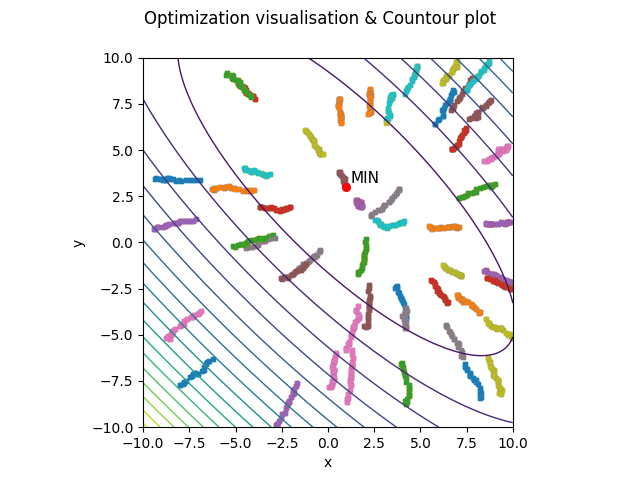 Optimization visualisation & Countour plot
10.0
7.5
5.0
2.5
0.0
−2.5
−5.0
−7.5
−10.0
y
MIN
−10.0 −7.5 −5.0 −2.5 0.0 2.5 5.0 7.5 10.0
x